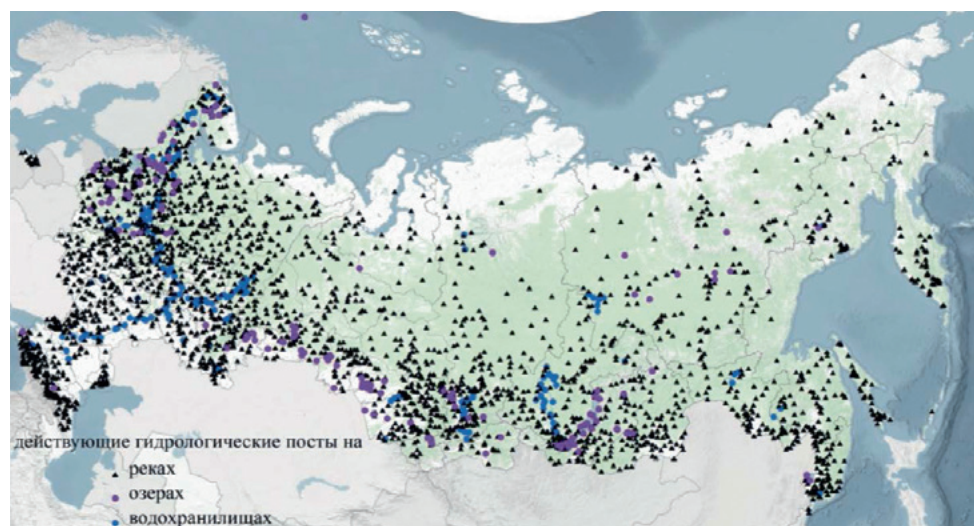 действующие гидрологические посты на
реках
озерах
водохранилищах